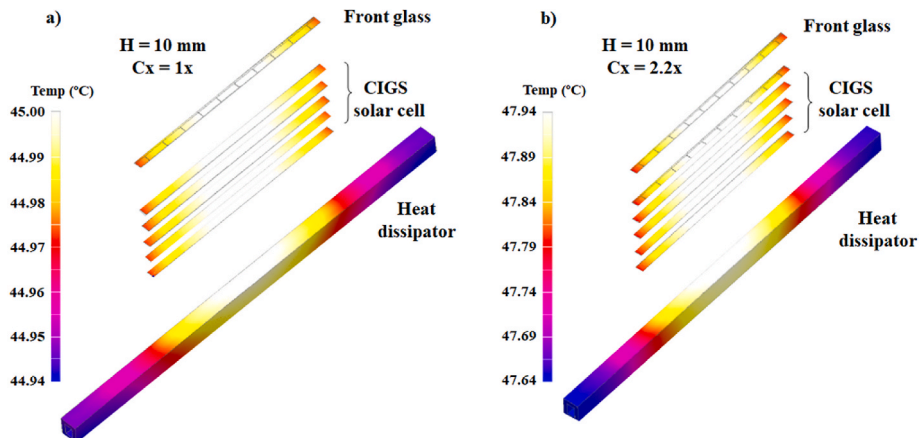 a)
Front glass
H = 10 mm
Cx = 1x
Temp (ºC)
CIGS
solar cell
45.00
44.99
44.98
44.97
44.96
44.95
44.94
Heat
dissipator
b)
Front glass
H = 10 mm
Cx = 2.2x
Temp (ºC)
CIGS
solar cell
47.94
47.89
47.84
47.79
47.74
47.69
47.64
Heat
dissipator